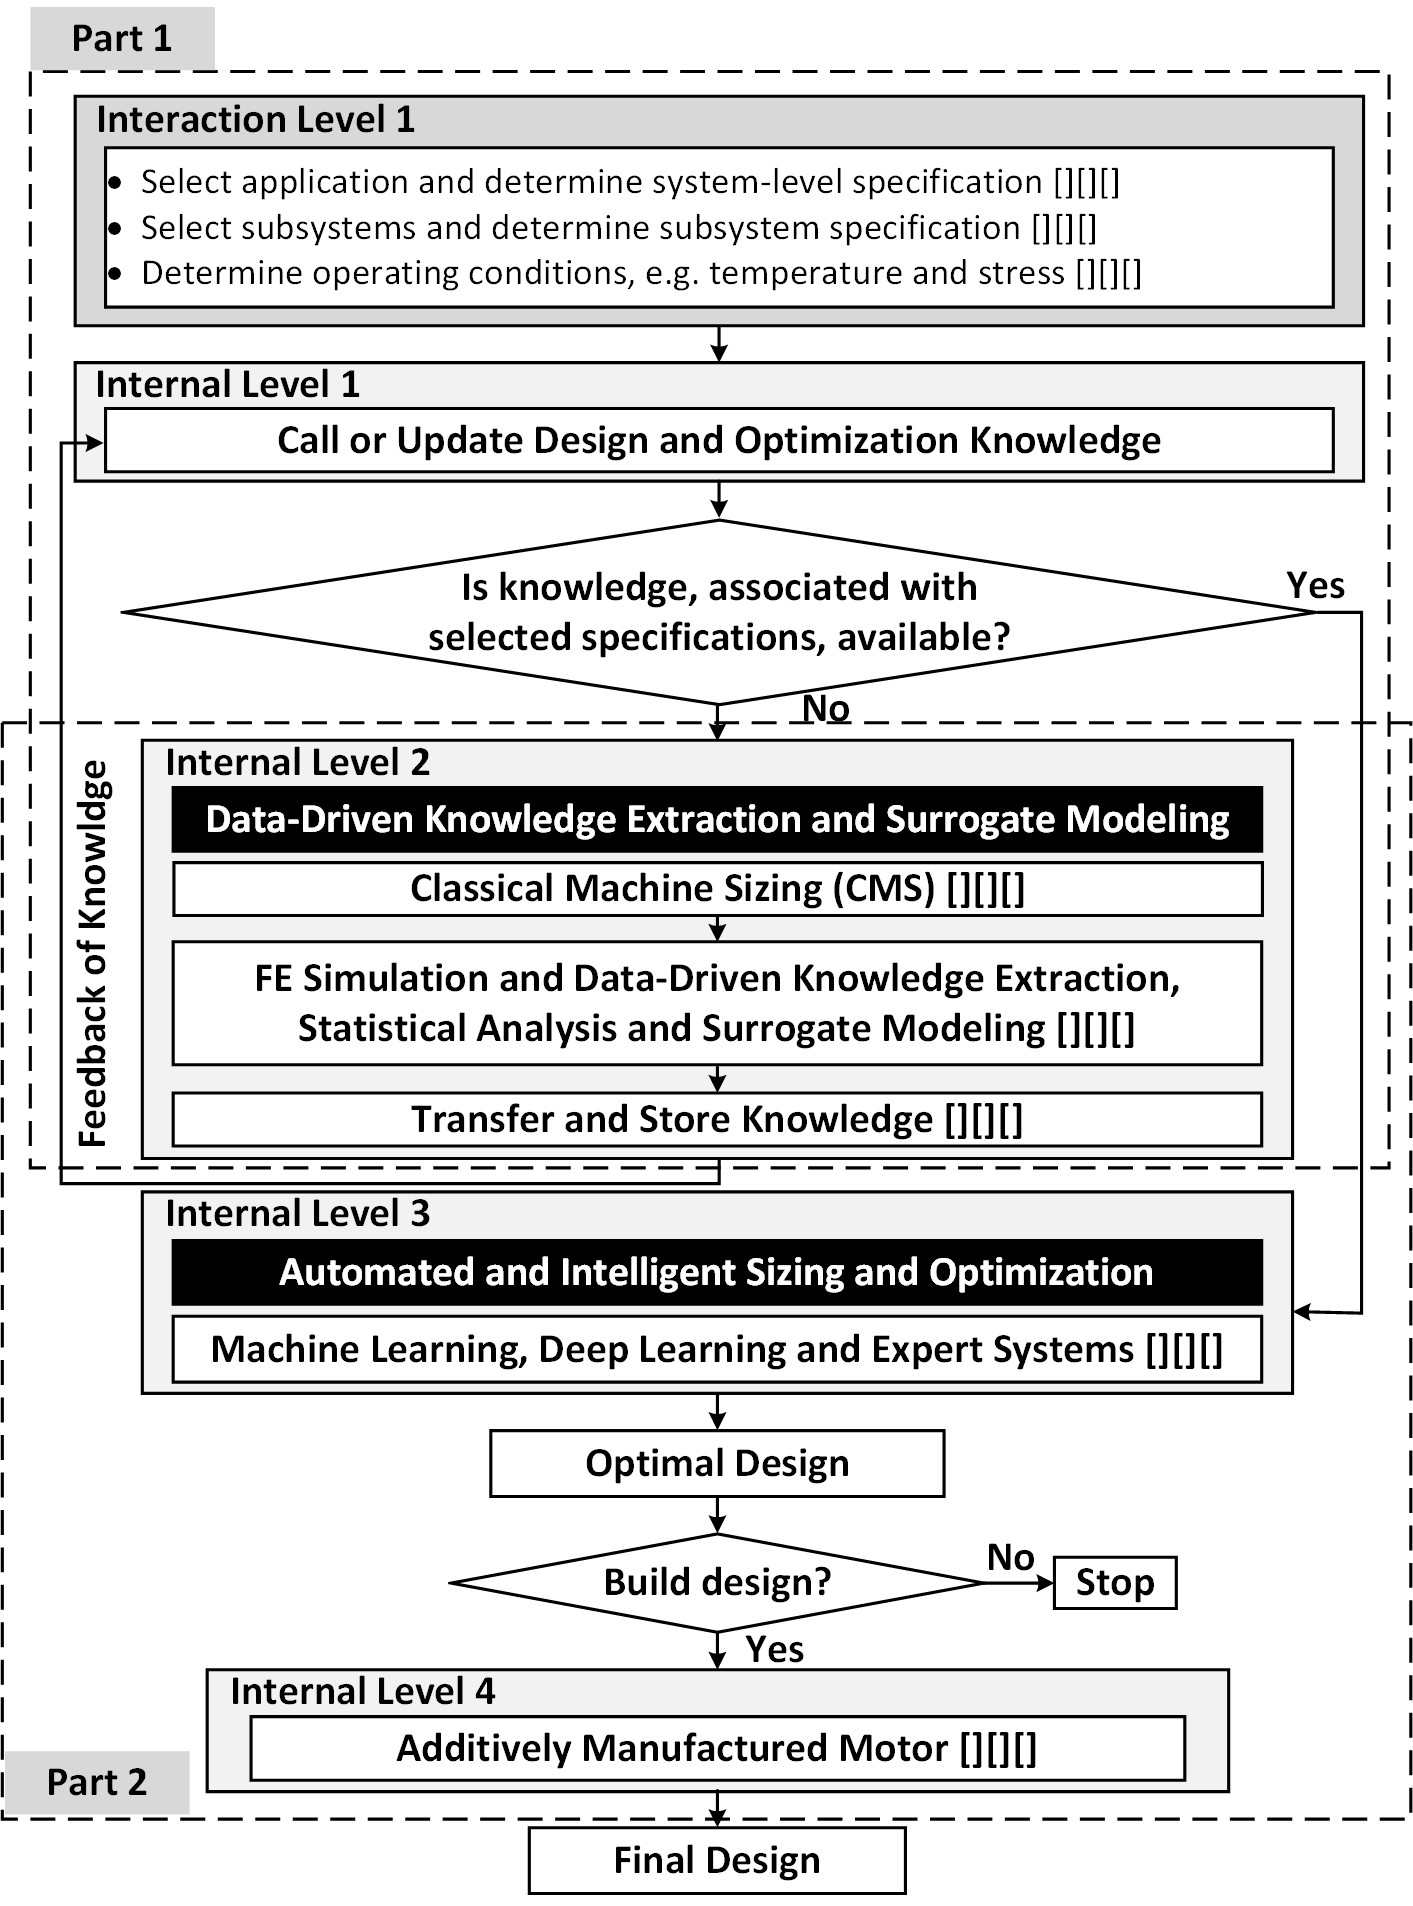 Part 1
Interaction Level 1
• Select application and determine system-level specification [][][]
• Select subsystems and determine subsystem specification [][][]
• Determine operating conditions, e.g. temperature and stress [][][]
Internal Level 1
Call or Update Design and Optimization Knowledge
Is knowledge, associated with
selected specifications, available?
Yes
No
Feedback of Knowldge
Internal Level 2
Data-Driven Knowledge Extraction and Surrogate Modeling
Classical Machine Sizing (CMS) [][][]
FE Simulation and Data-Driven Knowledge Extraction,
Statistical Analysis and Surrogate Modeling [][][]
Transfer and Store Knowledge [][][]
Internal Level 3
Automated and Intelligent Sizing and Optimization
Machine Learning, Deep Learning and Expert Systems [][][]
Optimal Design
Build design?
No
Stop
Yes
Internal Level 4
Additively Manufactured Motor [][][]
Part 2
Final Design